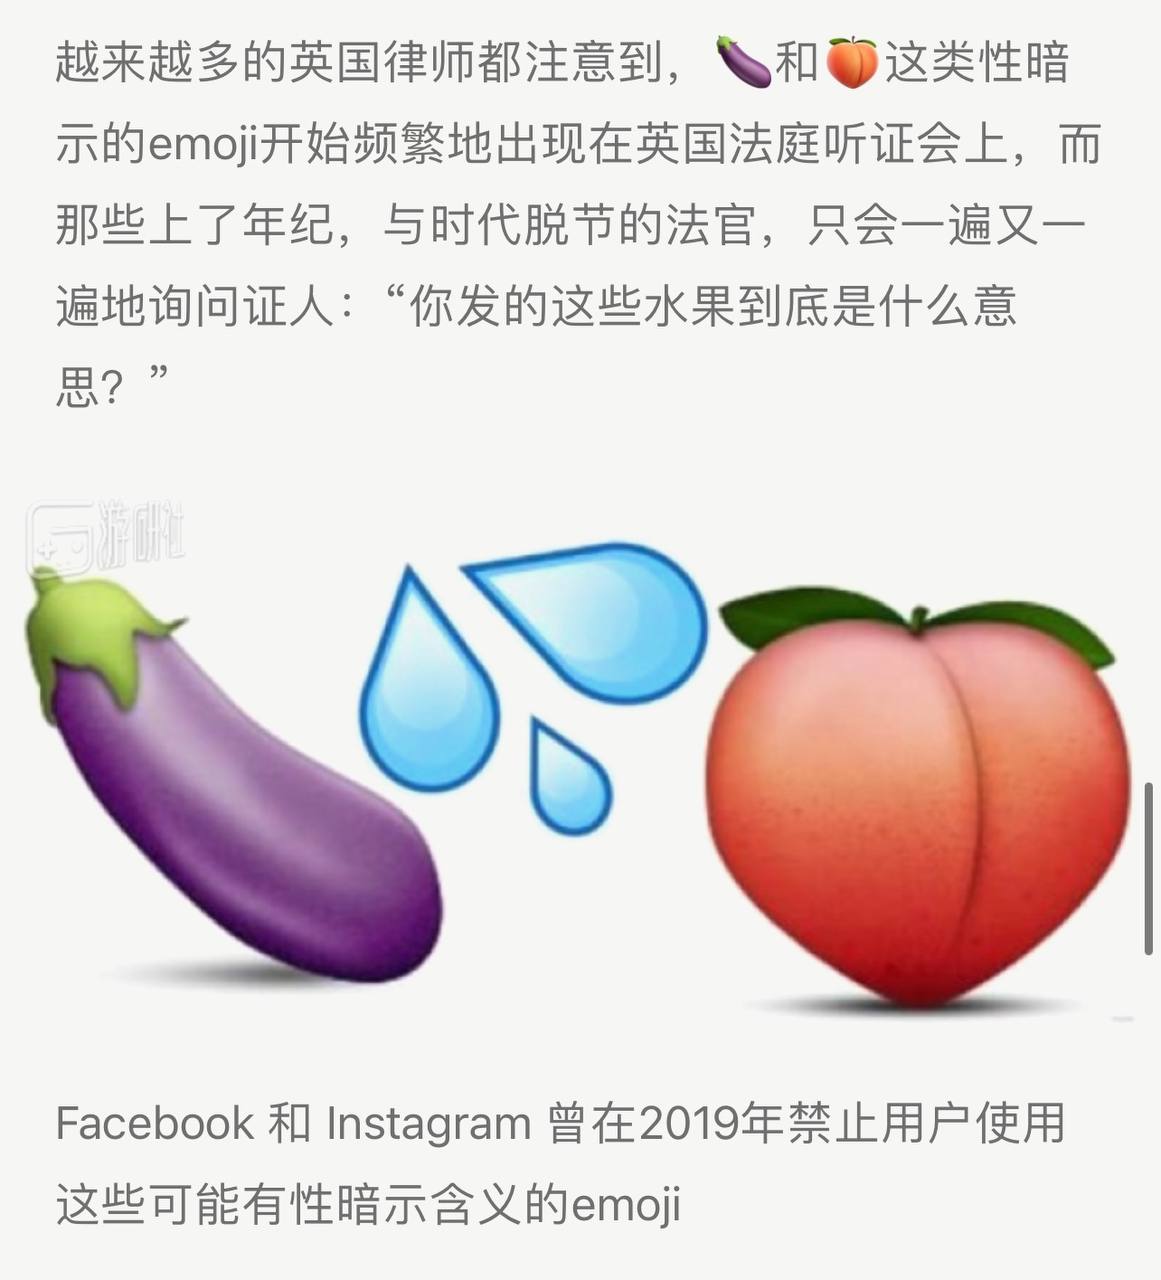 越来越多的英国律师都注意到，🍆和🍑这类性暗
示的emoji开始频繁地出现在英国法庭听证会上，而
那些上了年纪，与时代脱节的法官，只会一遍又一
遍地询问证人：“你发的这些水果到底是什么意
思？”
游研社
Facebook 和 Instagram 曾在2019年禁止用户使用
这些可能有性暗示含义的emoji